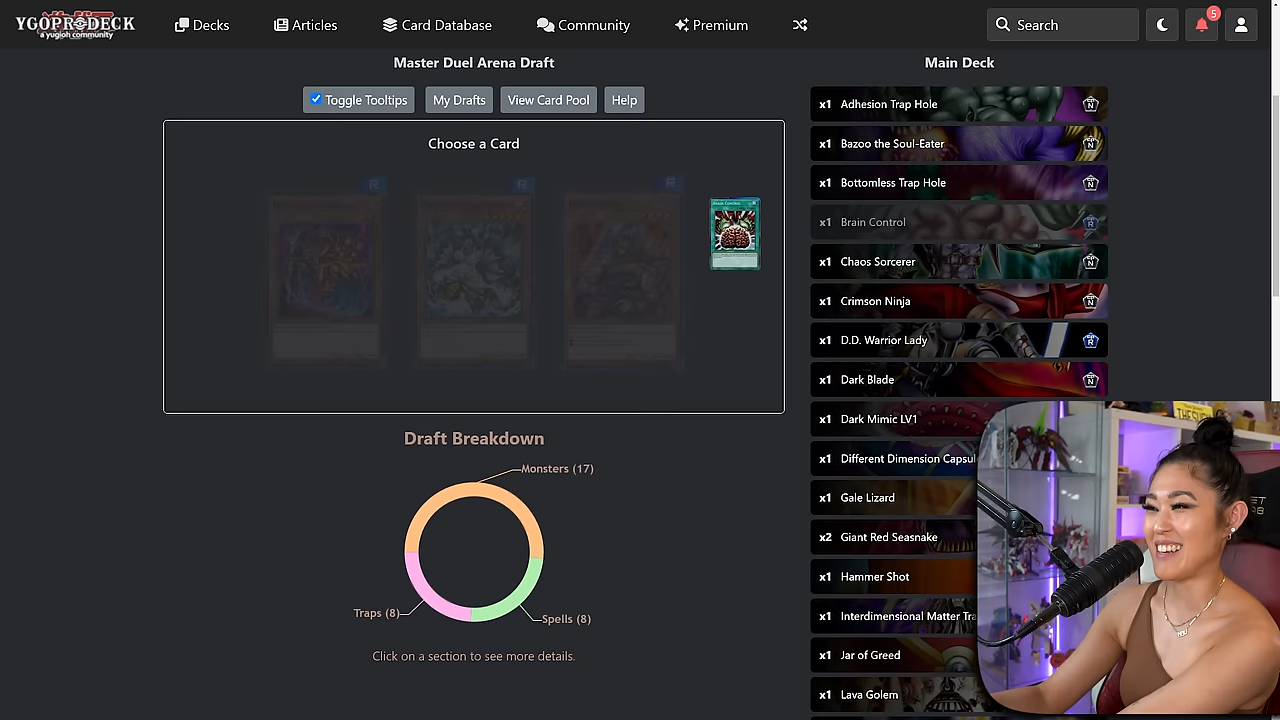 YGOPRODECK
a yugioh community
Decks
Articles
Card Database
Community
Premium
Search
5
Master Duel Arena Draft
Toggle Tooltips
My Drafts
View Card Pool
Help
Choose a Card
R
R
R
BRAIN CONTROL
Draft Breakdown
Monsters (17)
Traps (8)
Spells (8)
Click on a section to see more details.
Main Deck
x1 Adhesion Trap Hole N
x1 Bazoo the Soul-Eater N
x1 Bottomless Trap Hole N
x1 Brain Control R
x1 Chaos Sorcerer N
x1 Crimson Ninja N
x1 D.D. Warrior Lady R
x1 Dark Blade N
x1 Dark Mimic LV1
x1 Different Dimension Capsul
x1 Gale Lizard
x2 Giant Red Seasnake
x1 Hammer Shot
x1 Interdimensional Matter Tra
x1 Jar of Greed
x1 Lava Golem